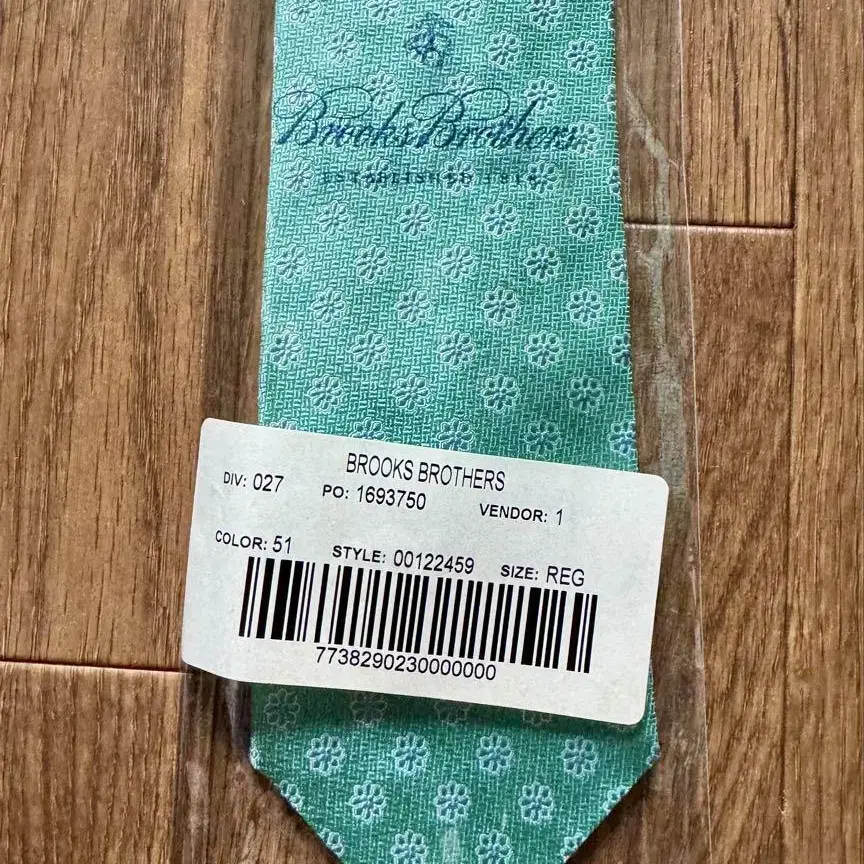 Brooks Brothers
ESTABLISHED 1818
BROOKS BROTHERS
DIV: 027 PO: 1693750 VENDOR: 1
COLOR: 51 STYLE: 00122459 SIZE: REG
7738290230000000